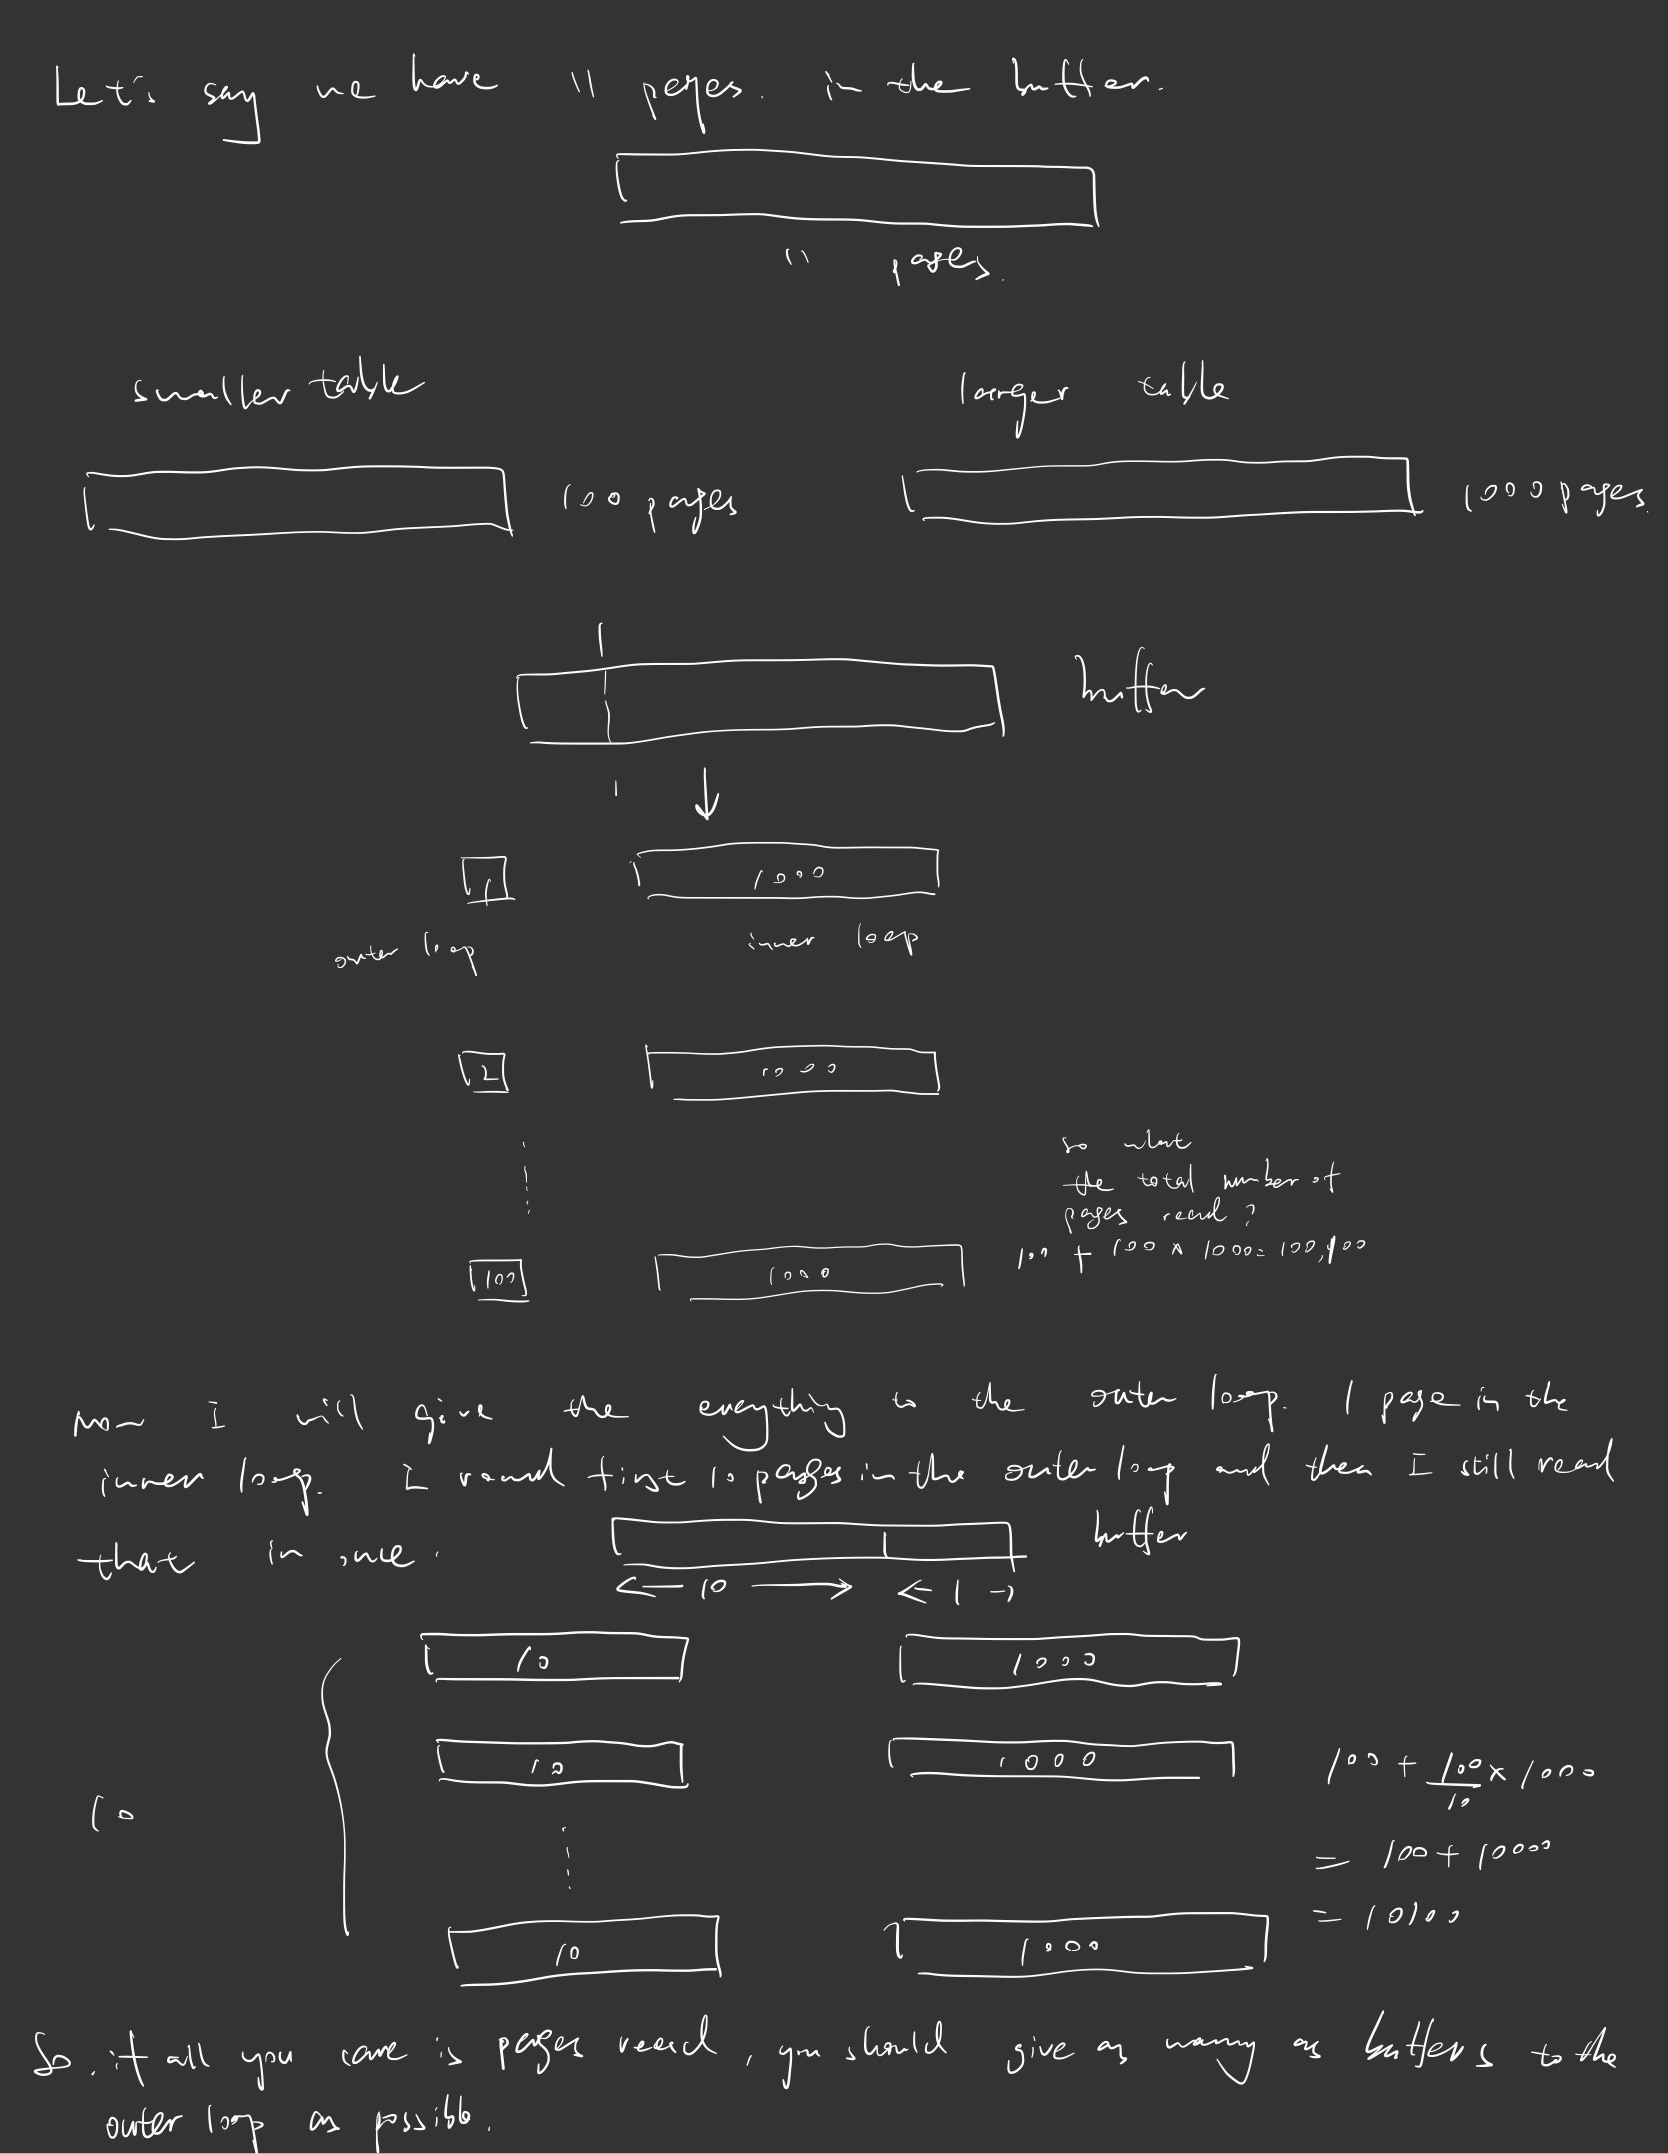 Let's say we have 11 pages. in the buffer.
11 pages.
smaller table
larger table
100 pages
1000 pages
1
buffer
1
1
1000
outer loop
inner loop
2
1000
so what
the total number of
pages read?
100 + 100 × 1000 = 100,100
100
1000
now I will give the everything to the outer loop. 1 page in the
inner loop. I read first 10 pages in the outer loop and then I still read
that in once.
buffer
<— 10 —> <- 1 ->
10
1000
10
1000
10
100 + 100/10 × 1000
= 100 + 10000
= 10100
10
1000
So, if all you care is pages read, you should give as many as buffers to the
outer loop as possible.